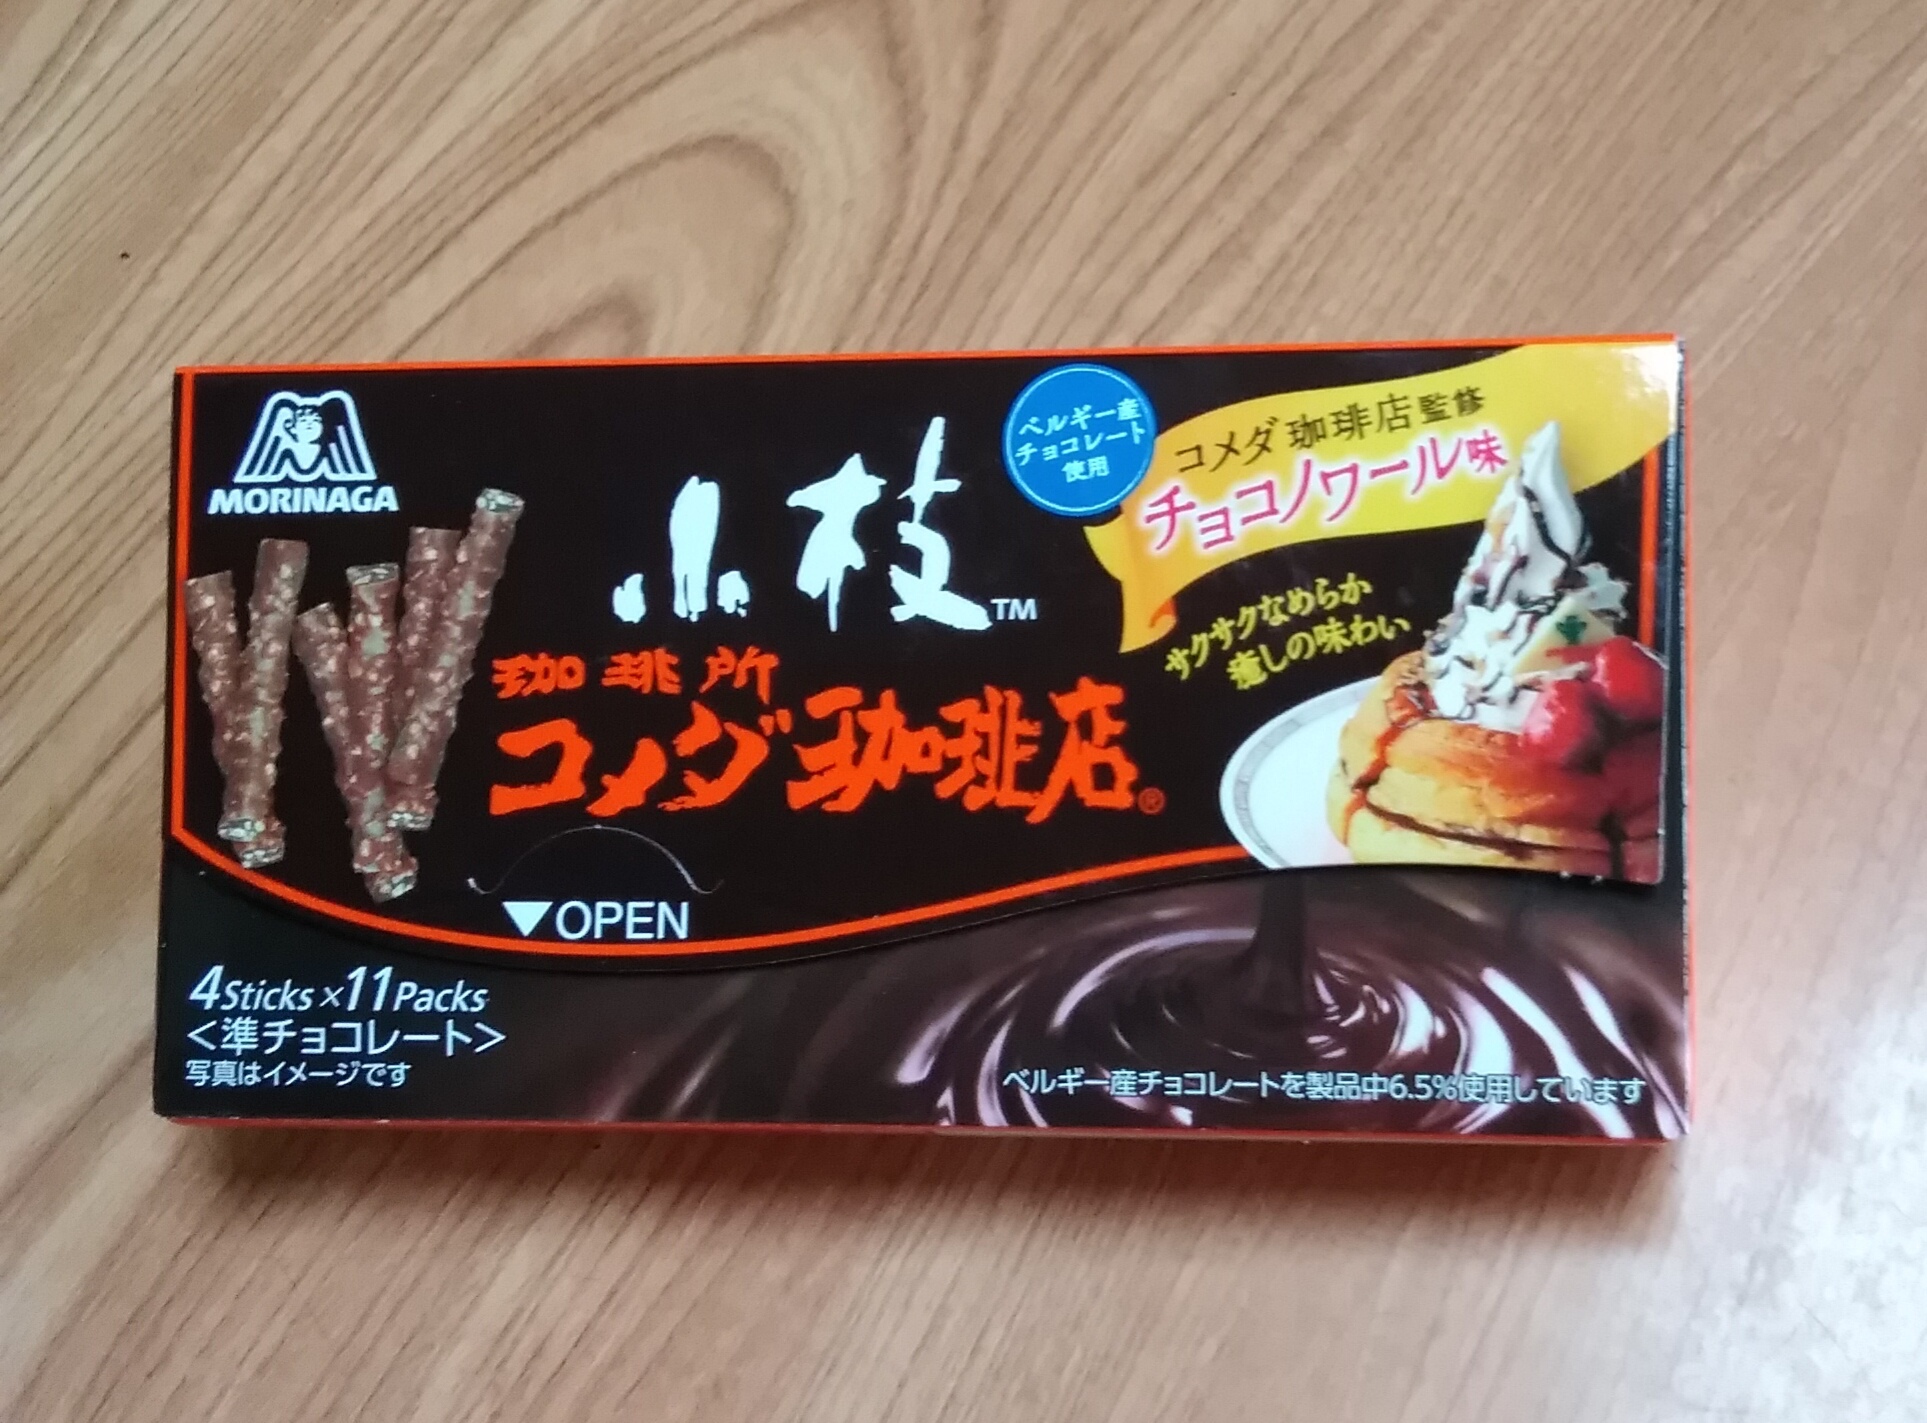 MORINAGA
小枝™
珈琲所
コメダ珈琲店®
ベルギー産
チョコレート
使用
コメダ珈琲店監修
チョコノワール味
サクサクなめらか
癒しの味わい
▼OPEN
4Sticks×11Packs
<準チョコレート>
写真はイメージです
ベルギー産チョコレートを製品中6.5%使用しています